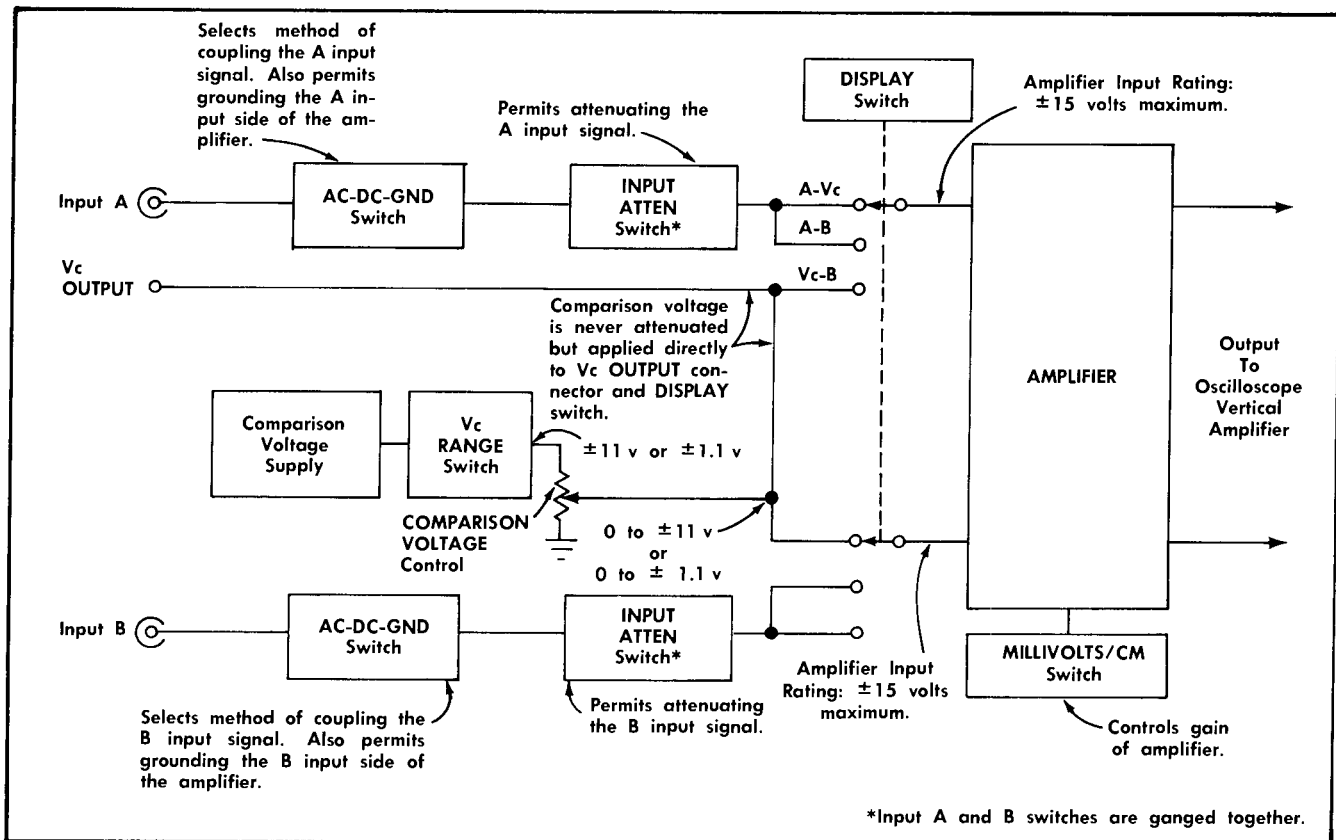 Selects method of
coupling the A input
signal. Also permits
grounding the A in-
put side of the am-
plifier.
Permits attenuating the
A input signal.
DISPLAY
Switch
Amplifier Input Rating:
±15 volts maximum.
Input A
AC-DC-GND
Switch
INPUT
ATTEN
Switch*
A-Vc
A-B
Vc-B
Vc
OUTPUT
Comparison voltage
is never attenuated
but applied directly
to Vc OUTPUT con-
nector and DISPLAY
switch.
AMPLIFIER
Output
To
Oscilloscope
Vertical
Amplifier
Comparison
Voltage
Supply
Vc
RANGE
Switch
±11 v or ±1.1 v
COMPARISON
VOLTAGE
Control
0 to ±11 v
or
0 to ± 1.1 v
Input B
AC-DC-GND
Switch
INPUT
ATTEN
Switch*
MILLIVOLTS/CM
Switch
Amplifier Input
Rating: ±15 volts
maximum.
Selects method of coupling the
B input signal. Also permits
grounding the B input side of
the amplifier.
Permits attenuating
the B input signal.
Controls gain
of amplifier.
*Input A and B switches are ganged together.